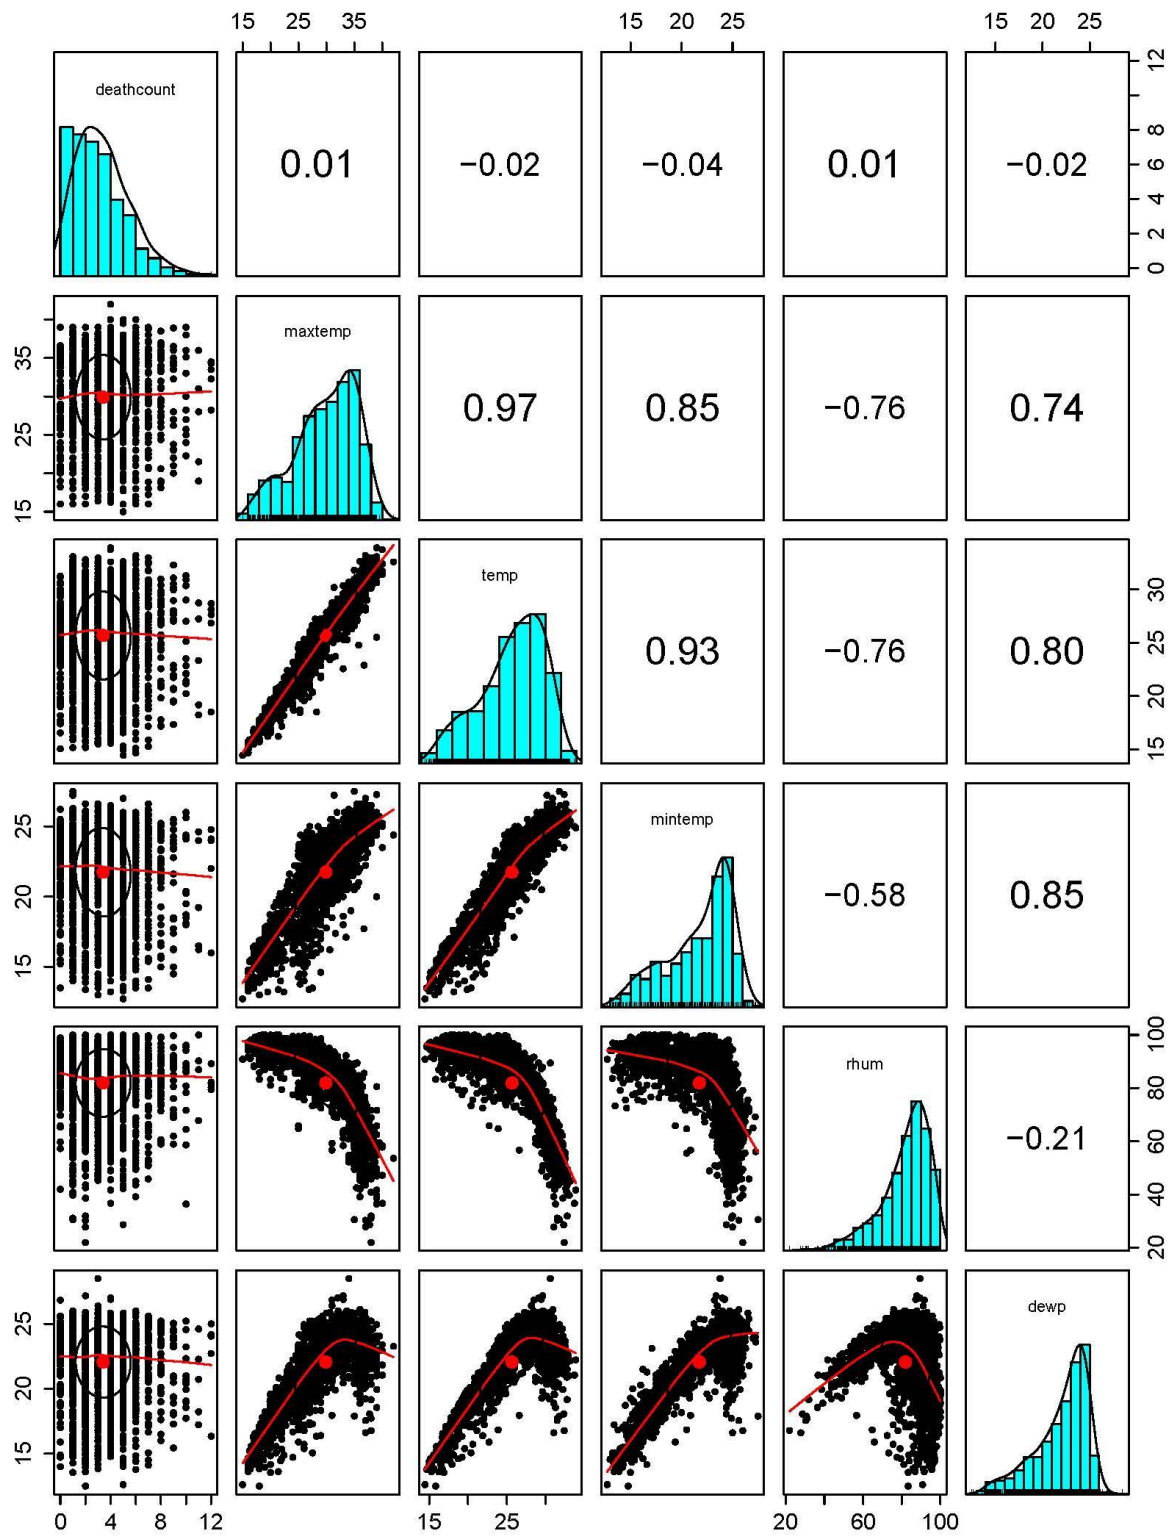 15 25 35 15 20 25 15 20 25
deathcount 0.01 −0.02 −0.04 0.01 −0.02
0 2 4 6 8 12
maxtemp 0.97 0.85 −0.76 0.74
15 25 35
temp 0.93 −0.76 0.80
15 20 25 30
mintemp −0.58 0.85
15 20 25
rhum −0.21
20 40 60 80 100
dewp
15 20 25
0 4 8 12 15 25 20 60 100